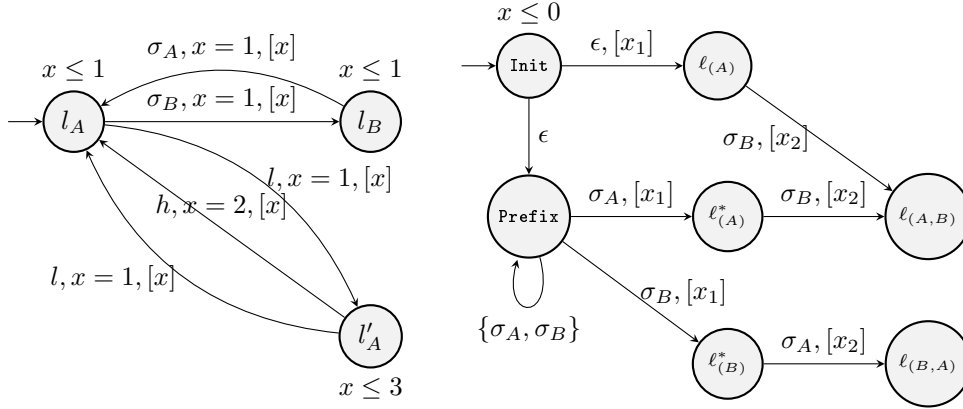 x ≤ 1
l_A
σ_A, x = 1, [x]
σ_B, x = 1, [x]
x ≤ 1
l_B
l, x = 1, [x]
h, x = 2, [x]
l, x = 1, [x]
l'_A
x ≤ 3
x ≤ 0
Init
ϵ, [x_1]
ℓ_(A)
ϵ
σ_B, [x_2]
Prefix
σ_A, [x_1]
ℓ*_(A)
σ_B, [x_2]
ℓ_(A,B)
{σ_A, σ_B}
σ_B, [x_1]
ℓ*_(B)
σ_A, [x_2]
ℓ_(B,A)